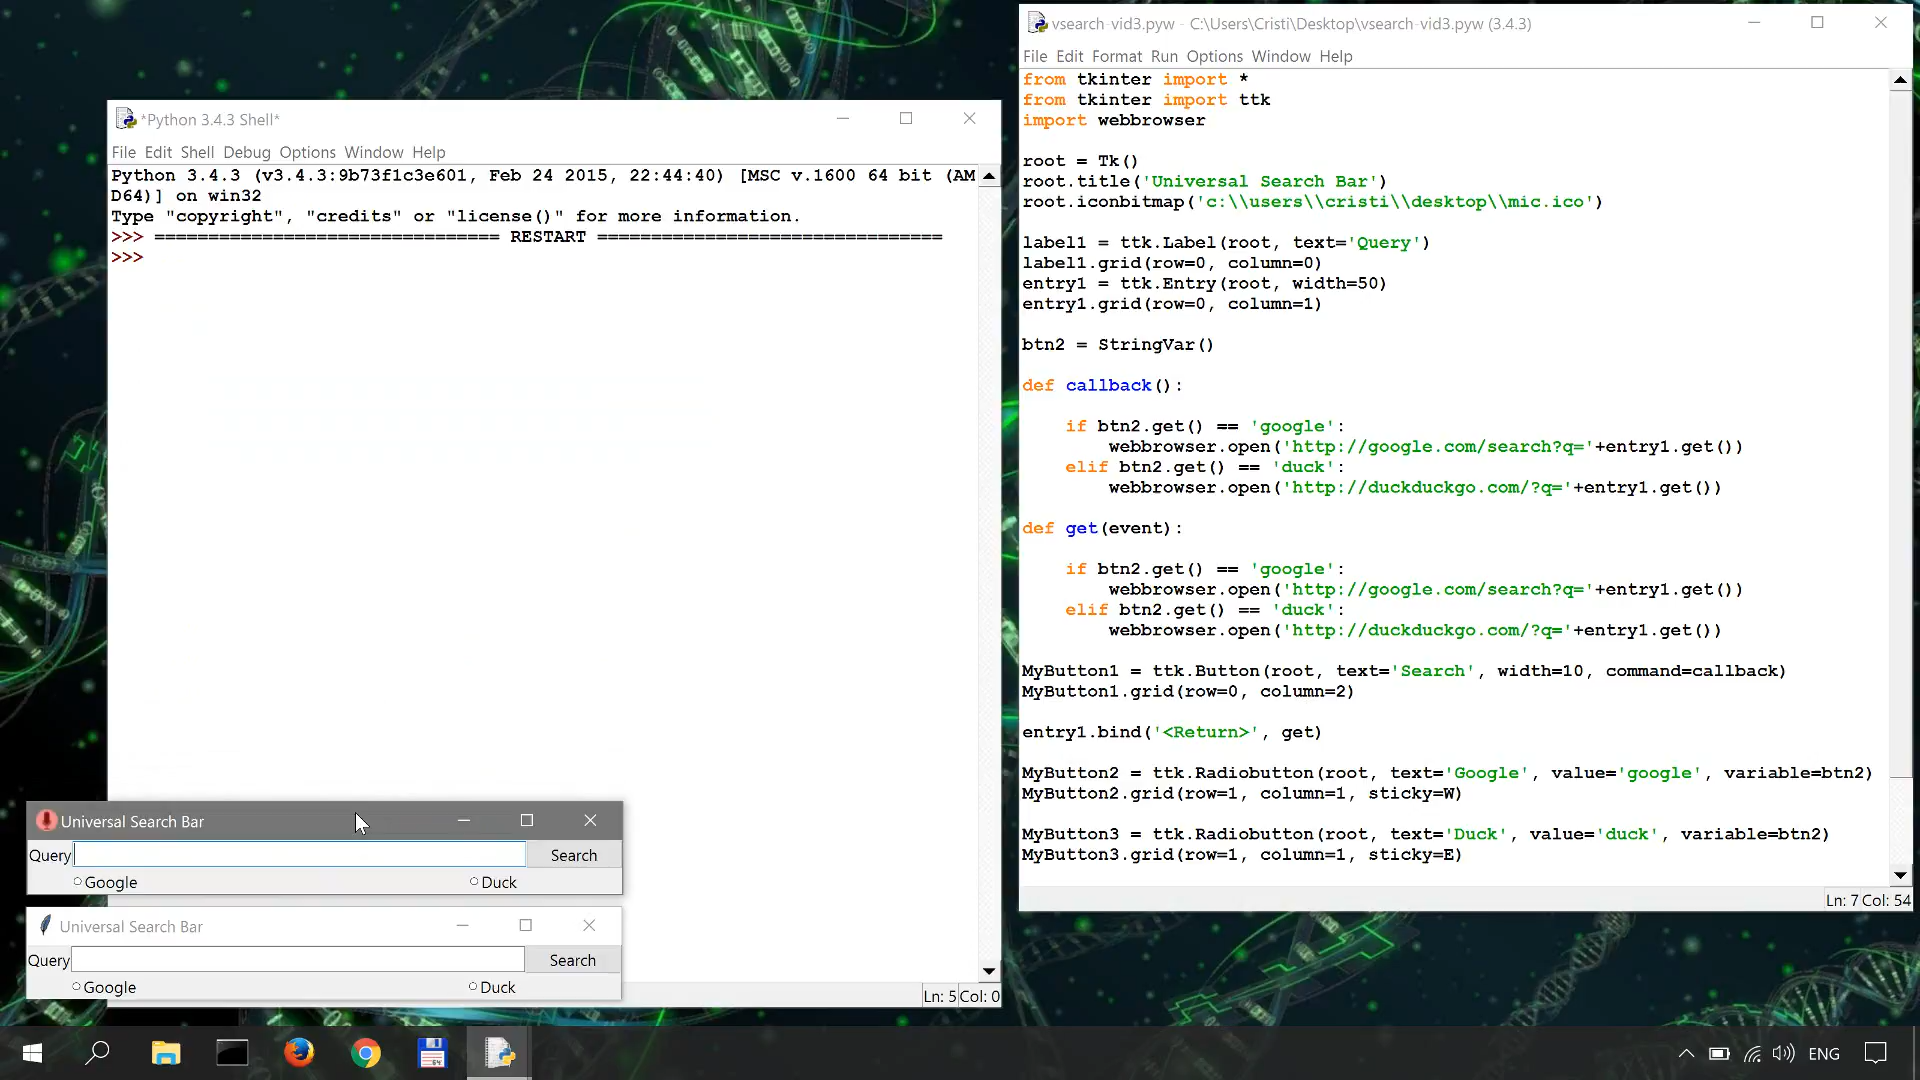 *Python 3.4.3 Shell*
File Edit Shell Debug Options Window Help
Python 3.4.3 (v3.4.3:9b73f1c3e601, Feb 24 2015, 22:44:40) [MSC v.1600 64 bit (AM
D64)] on win32
Type "copyright", "credits" or "license()" for more information.
>>> ================================ RESTART ================================
>>>
Ln: 5 Col: 0
Universal Search Bar
Query Search
Google Duck
Universal Search Bar
Query Search
Google Duck
vsearch-vid3.pyw - C:\Users\Cristi\Desktop\vsearch-vid3.pyw (3.4.3)
File Edit Format Run Options Window Help
from tkinter import *
from tkinter import ttk
import webbrowser
root = Tk()
root.title('Universal Search Bar')
root.iconbitmap('c:\\users\\cristi\\desktop\\mic.ico')
label1 = ttk.Label(root, text='Query')
label1.grid(row=0, column=0)
entry1 = ttk.Entry(root, width=50)
entry1.grid(row=0, column=1)
btn2 = StringVar()
def callback():
if btn2.get() == 'google':
webbrowser.open('http://google.com/search?q='+entry1.get())
elif btn2.get() == 'duck':
webbrowser.open('http://duckduckgo.com/?q='+entry1.get())
def get(event):
if btn2.get() == 'google':
webbrowser.open('http://google.com/search?q='+entry1.get())
elif btn2.get() == 'duck':
webbrowser.open('http://duckduckgo.com/?q='+entry1.get())
MyButton1 = ttk.Button(root, text='Search', width=10, command=callback)
MyButton1.grid(row=0, column=2)
entry1.bind('<Return>', get)
MyButton2 = ttk.Radiobutton(root, text='Google', value='google', variable=btn2)
MyButton2.grid(row=1, column=1, sticky=W)
MyButton3 = ttk.Radiobutton(root, text='Duck', value='duck', variable=btn2)
MyButton3.grid(row=1, column=1, sticky=E)
Ln: 7 Col: 54
64
ENG